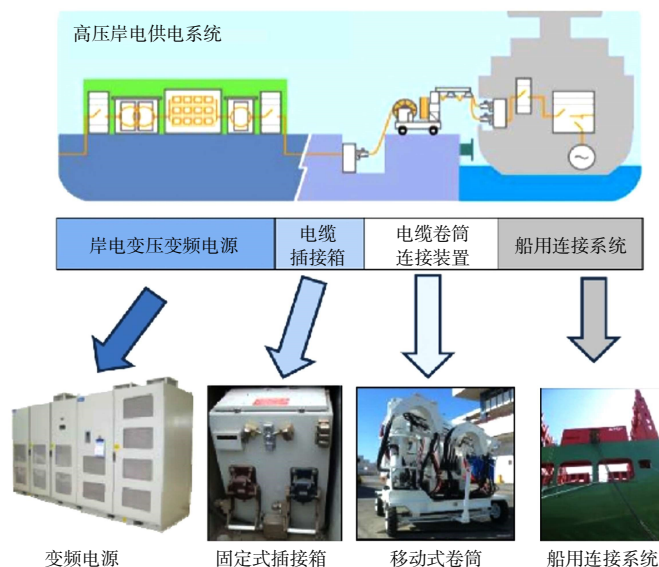 高压岸电供电系统
岸电变压变频电源
电缆
插接箱
电缆卷筒
连接装置
船用连接系统
变频电源
固定式插接箱
移动式卷筒
船用连接系统